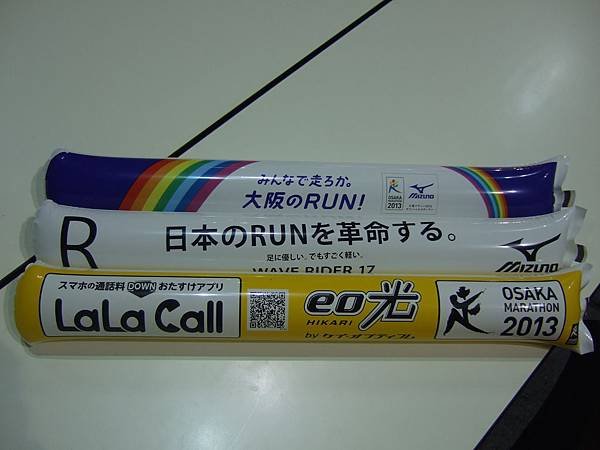 みんなで走ろか。
大阪のRUN!
OSAKA
MARATHON
2013
MIZUNO
R
日本のRUNを革命する。
足に優しい。でもすごく軽い。
WAVE RIDER 17
MIZUNO
スマホの通話料DOWNおたすけアプリ
LaLa Call
eo光
HIKARI
by ケイ・オプティコム
OSAKA
MARATHON
2013